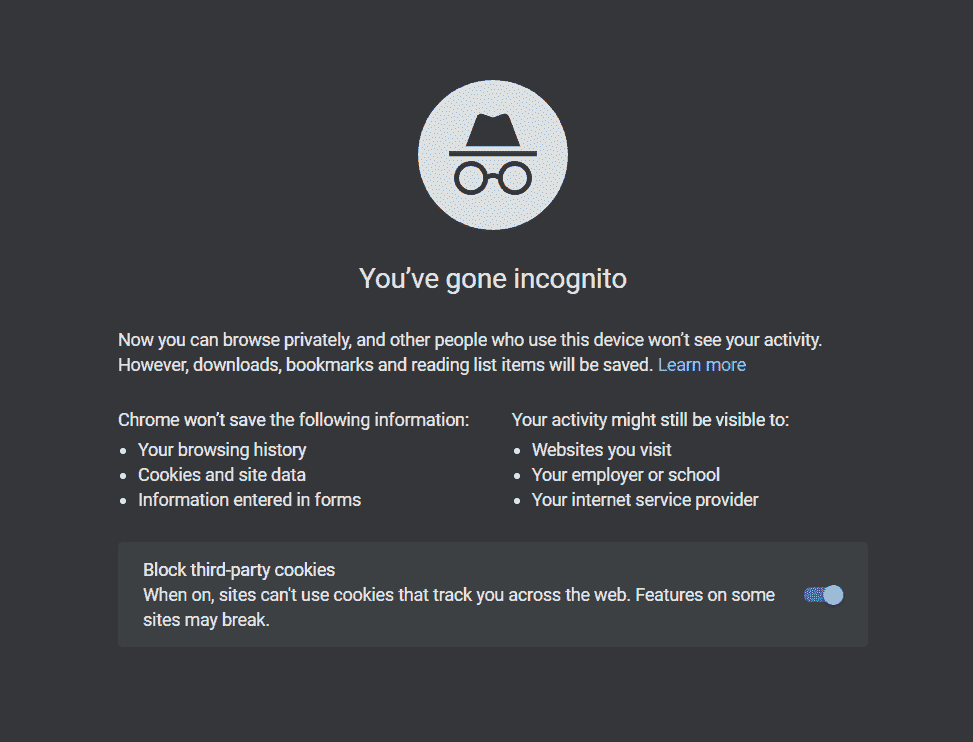 You’ve gone incognito
Now you can browse privately, and other people who use this device won’t see your activity.
However, downloads, bookmarks and reading list items will be saved. Learn more
Chrome won’t save the following information:
• Your browsing history
• Cookies and site data
• Information entered in forms
Your activity might still be visible to:
• Websites you visit
• Your employer or school
• Your internet service provider
Block third-party cookies
When on, sites can't use cookies that track you across the web. Features on some
sites may break.